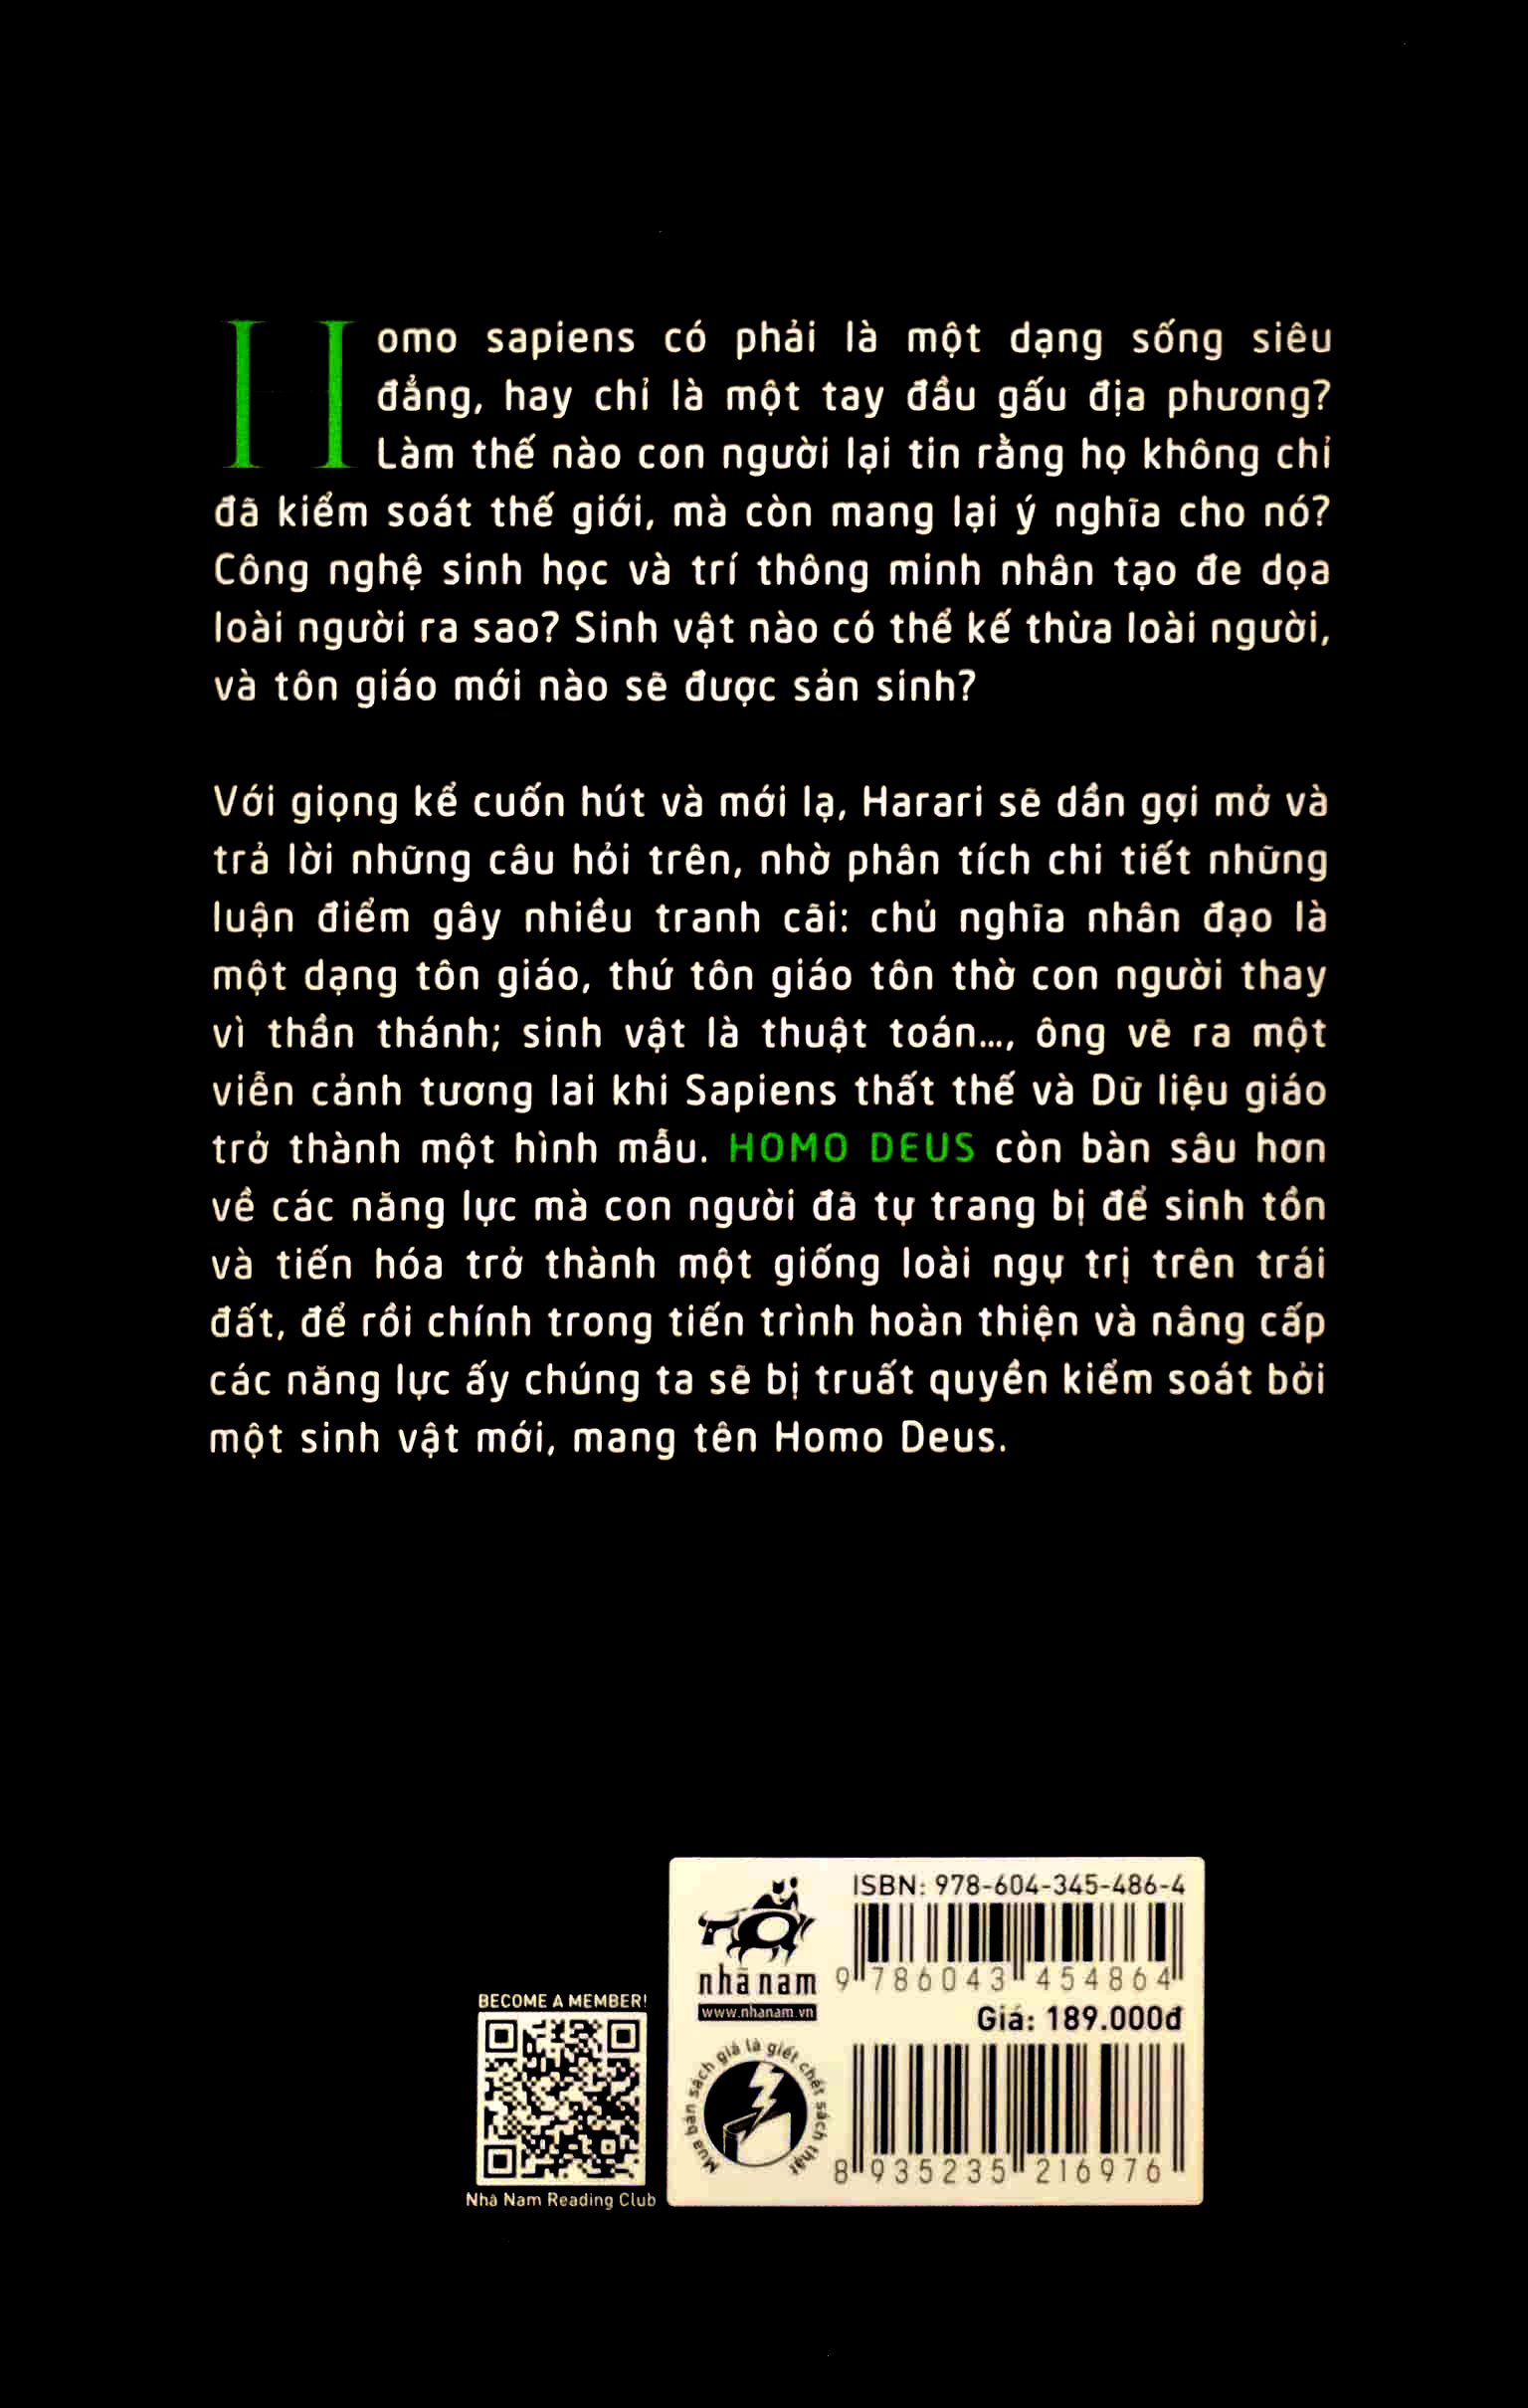 Homo sapiens có phải là một dạng sống siêu
đẳng, hay chỉ là một tay đầu gấu địa phương?
Làm thế nào con người lại tin rằng họ không chỉ
đã kiểm soát thế giới, mà còn mang lại ý nghĩa cho nó?
Công nghệ sinh học và trí thông minh nhân tạo đe dọa
loài người ra sao? Sinh vật nào có thể kế thừa loài người,
và tôn giáo mới nào sẽ được sản sinh?
Với giọng kể cuốn hút và mới lạ, Harari sẽ dần gợi mở và
trả lời những câu hỏi trên, nhờ phân tích chi tiết những
luận điểm gây nhiều tranh cãi: chủ nghĩa nhân đạo là
một dạng tôn giáo, thứ tôn giáo tôn thờ con người thay
vì thần thánh; sinh vật là thuật toán..., ông vẽ ra một
viễn cảnh tương lai khi Sapiens thất thế và Dữ liệu giáo
trở thành một hình mẫu. HOMO DEUS còn bàn sâu hơn
về các năng lực mà con người đã tự trang bị để sinh tồn
và tiến hóa trở thành một giống loài ngự trị trên trái
đất, để rồi chính trong tiến trình hoàn thiện và nâng cấp
các năng lực ấy chúng ta sẽ bị truất quyền kiểm soát bởi
một sinh vật mới, mang tên Homo Deus.
BECOME A MEMBER!
Nhã Nam Reading Club
nhã nam
www.nhanam.vn
Mua bán sách giả là giết chết sách thật
ISBN: 978-604-345-486-4
9 786043 454864
Giá: 189.000đ
8 935235 216976